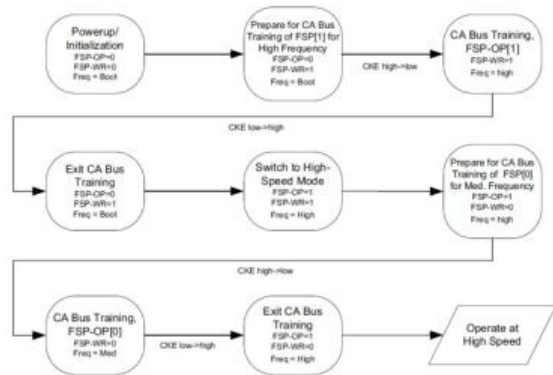 Powerup/
Initialization
FSP-OP=0
FSP-WR=0
Freq = Boot
Prepare for CA Bus
Training of FSP[1] for
High Frequency
FSP-OP=0
FSP-WR=1
Freq = Boot
CKE high->low
CA Bus Training,
FSP-OP[1]
FSP-WR=1
Freq = high
CKE low->high
Exit CA Bus
Training
FSP-OP=0
FSP-WR=1
Freq = Boot
Switch to High-
Speed Mode
FSP-OP=1
FSP-WR=1
Freq = High
Prepare for CA Bus
Training of FSP[0]
for Med. Frequency
FSP-OP=1
FSP-WR=0
Freq = high
CKE high->low
CA Bus Training,
FSP-OP[0]
FSP-WR=0
Freq = Med
CKE low->high
Exit CA Bus
Training
FSP-OP=1
FSP-WR=0
Freq = High
Operate at
High Speed